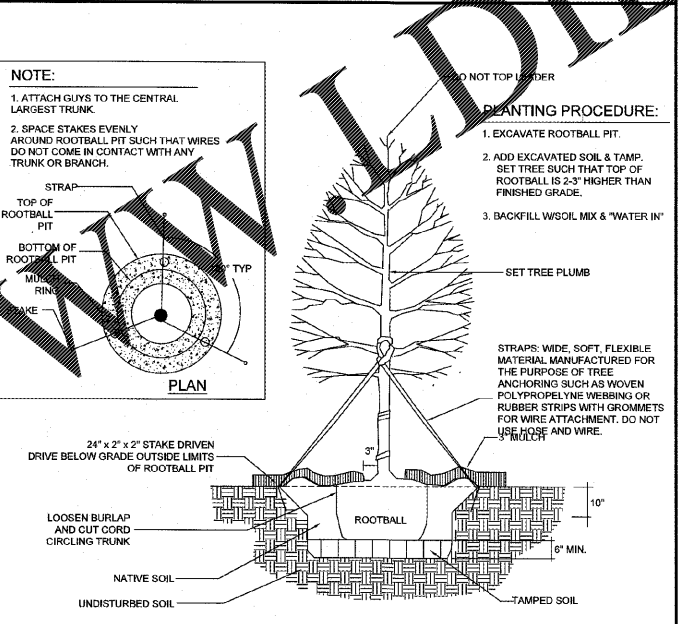 NOTE:
1. ATTACH GUYS TO THE CENTRAL
LARGEST TRUNK.
2. SPACE STAKES EVENLY
AROUND ROOTBALL PIT SUCH THAT WIRES
DO NOT COME IN CONTACT WITH ANY
TRUNK OR BRANCH.
STRAP
TOP OF
ROOTBALL
PIT
BOTTOM OF
ROOTBALL PIT
MULCH
RING
STAKE
TYP
PLAN
DO NOT TOP LEADER
PLANTING PROCEDURE:
1. EXCAVATE ROOTBALL PIT.
2. ADD EXCAVATED SOIL & TAMP.
SET TREE SUCH THAT TOP OF
ROOTBALL IS 2-3" HIGHER THAN
FINISHED GRADE.
3. BACKFILL W/SOIL MIX & "WATER IN"
SET TREE PLUMB
STRAPS: WIDE, SOFT, FLEXIBLE
MATERIAL MANUFACTURED FOR
THE PURPOSE OF TREE
ANCHORING SUCH AS WOVEN
POLYPROPELYNE WEBBING OR
RUBBER STRIPS WITH GROMMETS
FOR WIRE ATTACHMENT. DO NOT
USE HOSE AND WIRE.
3" MULCH
24" x 2" x 2" STAKE DRIVEN
DRIVE BELOW GRADE OUTSIDE LIMITS
OF ROOTBALL PIT
3"
10"
LOOSEN BURLAP
AND CUT CORD
CIRCLING TRUNK
ROOTBALL
6" MIN.
NATIVE SOIL
UNDISTURBED SOIL
TAMPED SOIL
WW LDI